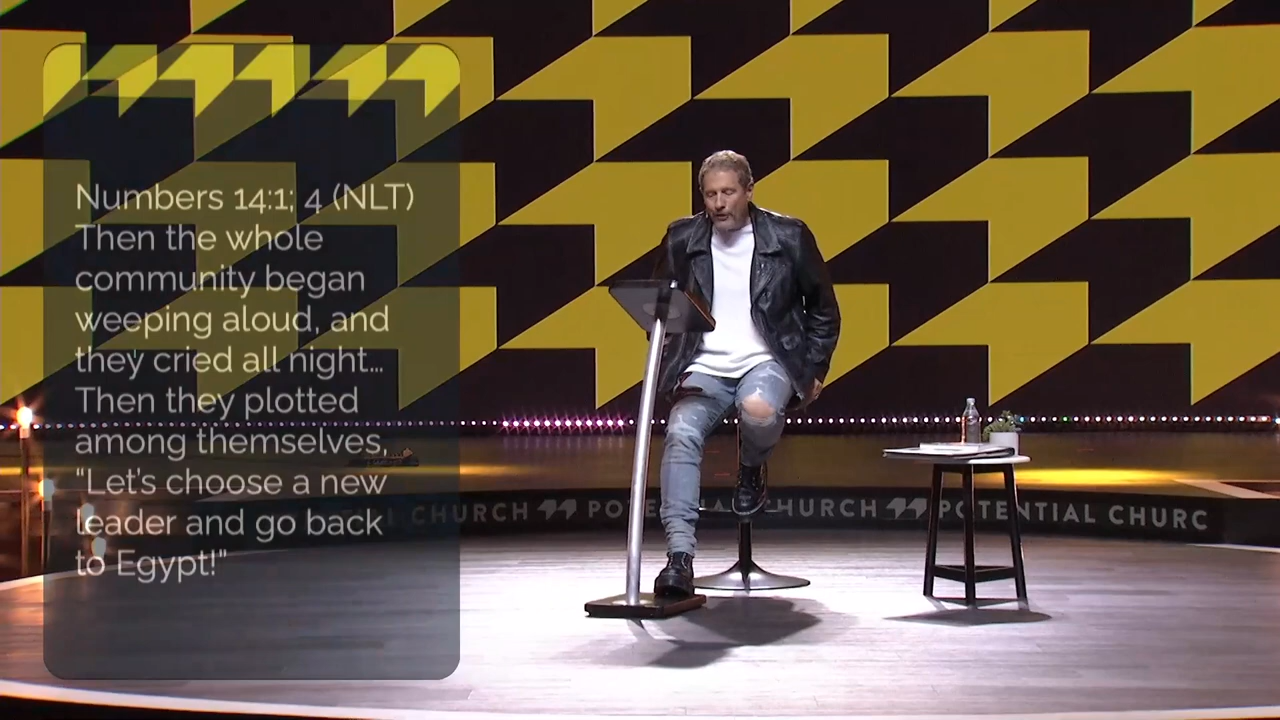 Numbers 14:1; 4 (NLT)
Then the whole
community began
weeping aloud, and
they cried all night...
Then they plotted
among themselves,
“Let's choose a new
leader and go back
to Egypt!"
CHURCH POTENTIAL CHURCH POTENTIAL CHURC